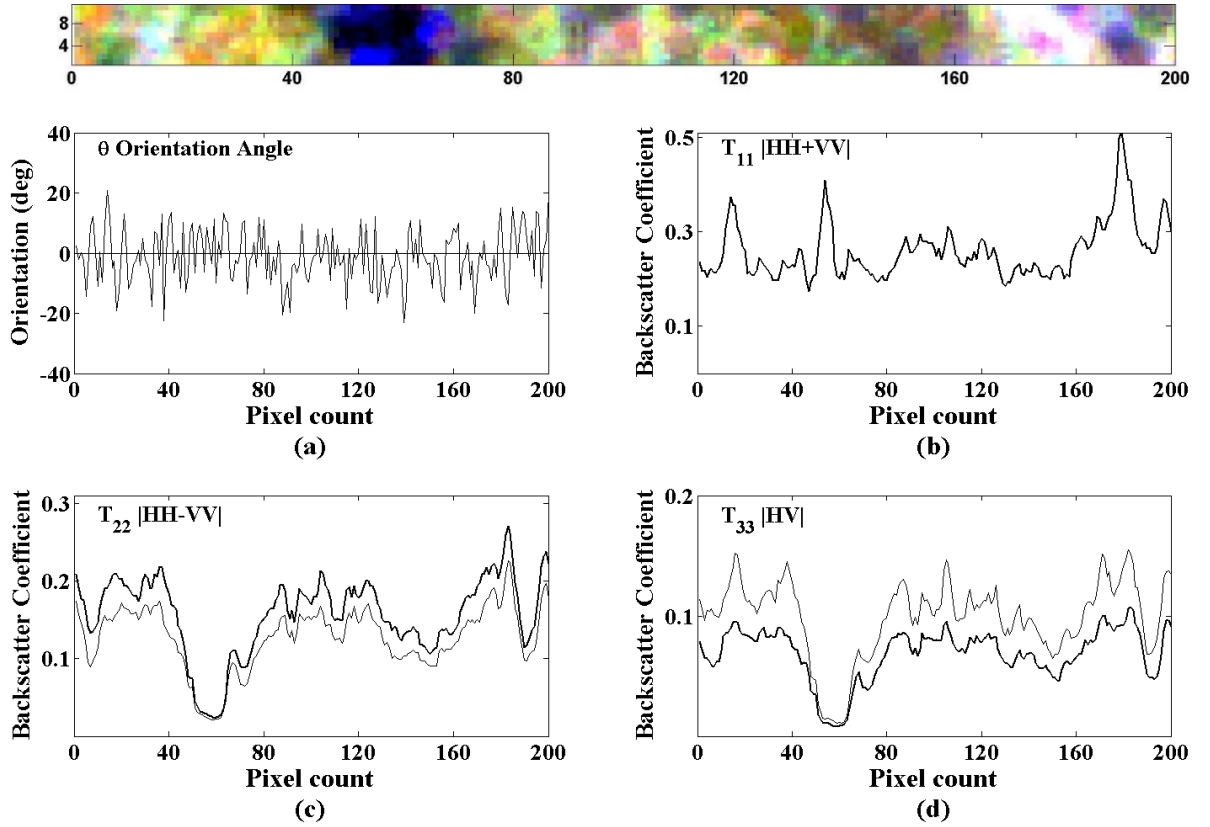 8
4
0 40 80 120 160 200
40
20
0
-20
-40
Orientation (deg)
θ Orientation Angle
0 40 80 120 160 200
Pixel count
(a)
0.5
0.3
0.1
Backscatter Coefficient
T11 |HH+VV|
0 40 80 120 160 200
Pixel count
(b)
0.3
0.2
0.1
Backscatter Coefficient
T22 |HH-VV|
0 40 80 120 160 200
Pixel count
(c)
0.2
0.1
Backscatter Coefficient
T33 |HV|
0 40 80 120 160 200
Pixel count
(d)